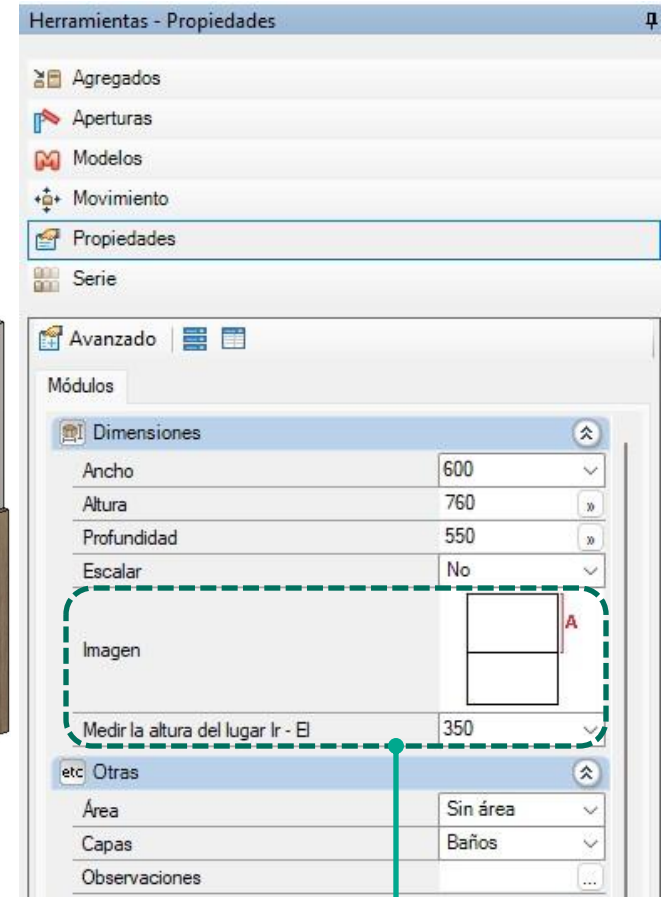 Herramientas - Propiedades
Agregados
Aperturas
Modelos
Movimiento
Propiedades
Serie
Avanzado
Módulos
Dimensiones
Ancho 600
Altura 760 »
Profundidad 550 »
Escalar No
Imagen A
Medir la altura del lugar Ir - El 350
etc Otras
Área Sin área
Capas Baños
Observaciones ...